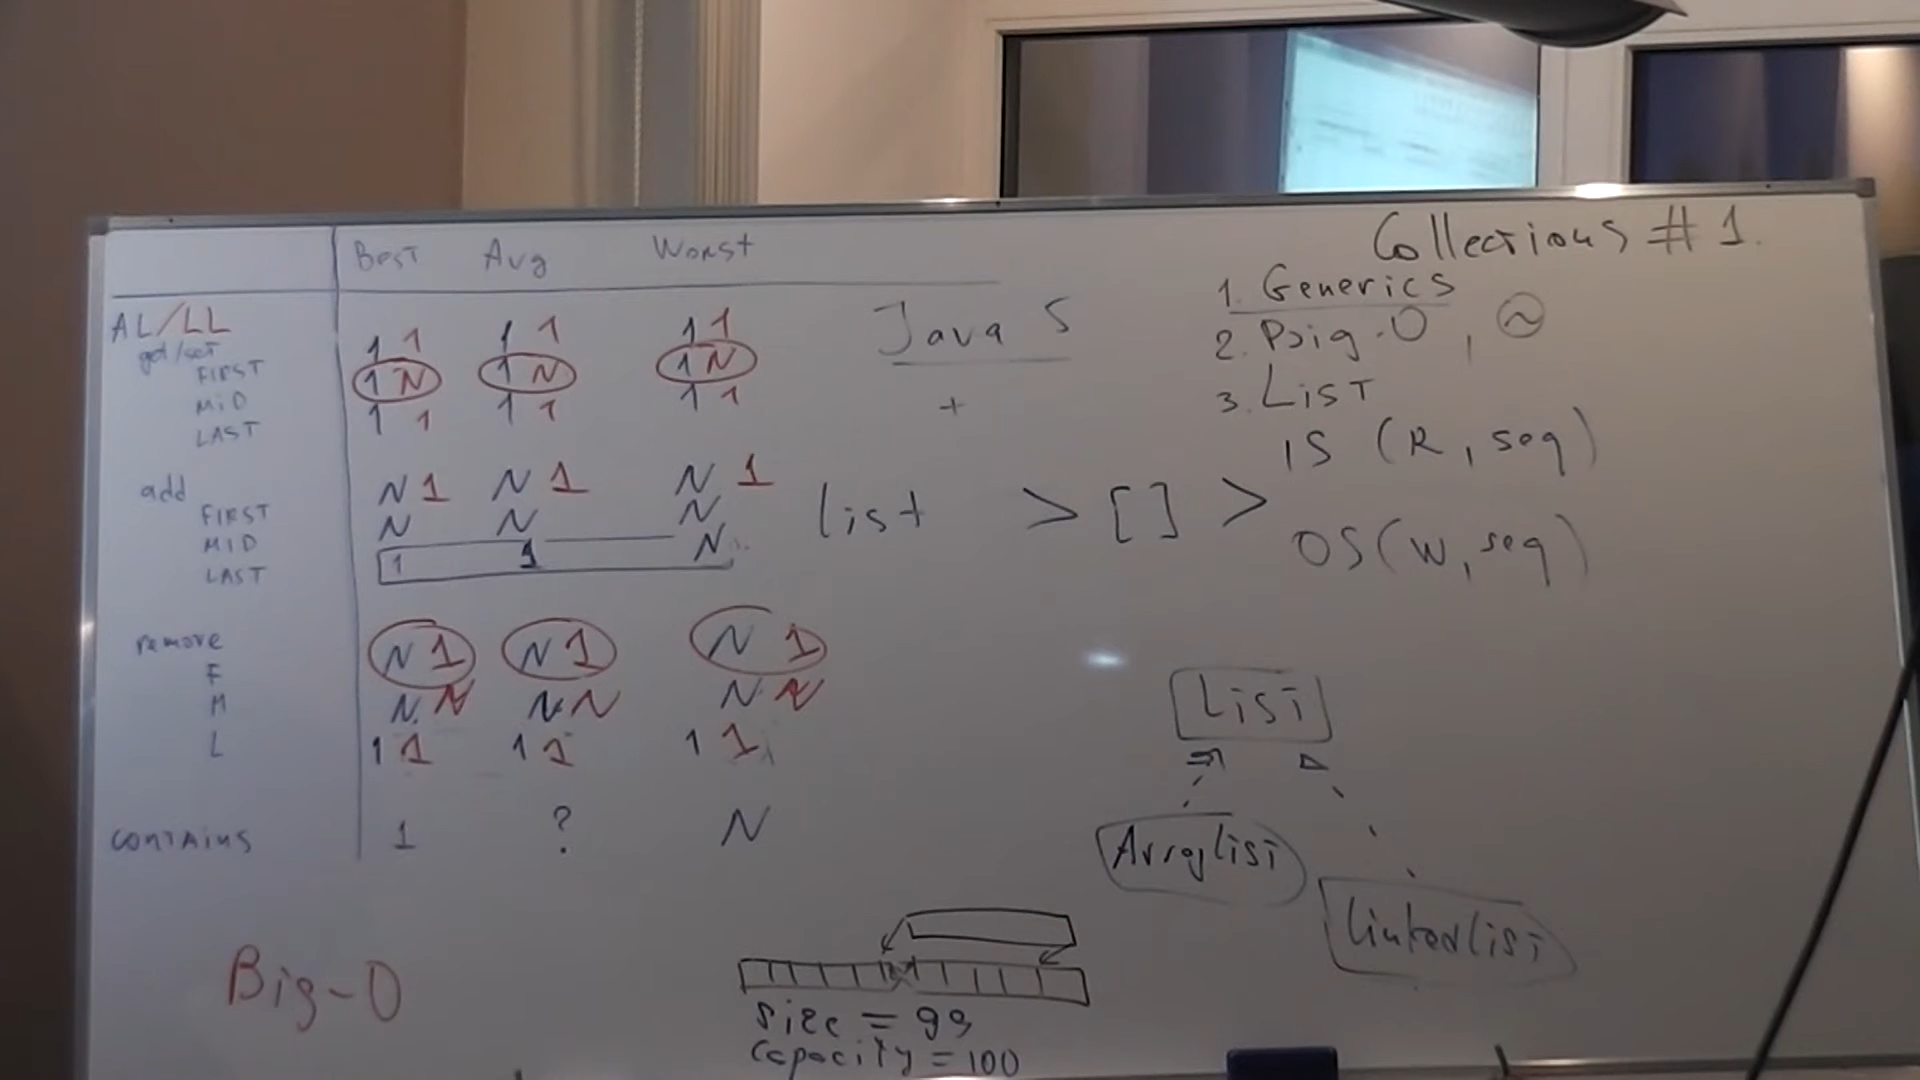 Best Avg Worst
AL/LL
get/set
FIRST
MID
LAST
1 1 1 1 1 1
1 N 1 N 1 N
1 1 1 1 1 1
add
FIRST
MID
LAST
N 1 N 1 N 1
N N N
1 1 N
remove
F
M
L
N 1 N 1 N 1
N N N N N N
1 1 1 1 1 1
contains 1 ? N
Big-O
Java 5
+
list > [ ] >
Collections #1.
1. Generics
2. Big-O, ~
3. List
IS (R, seq)
OS (W, seq)
List
ArrayList
LinkedList
size = 99
capacity = 100